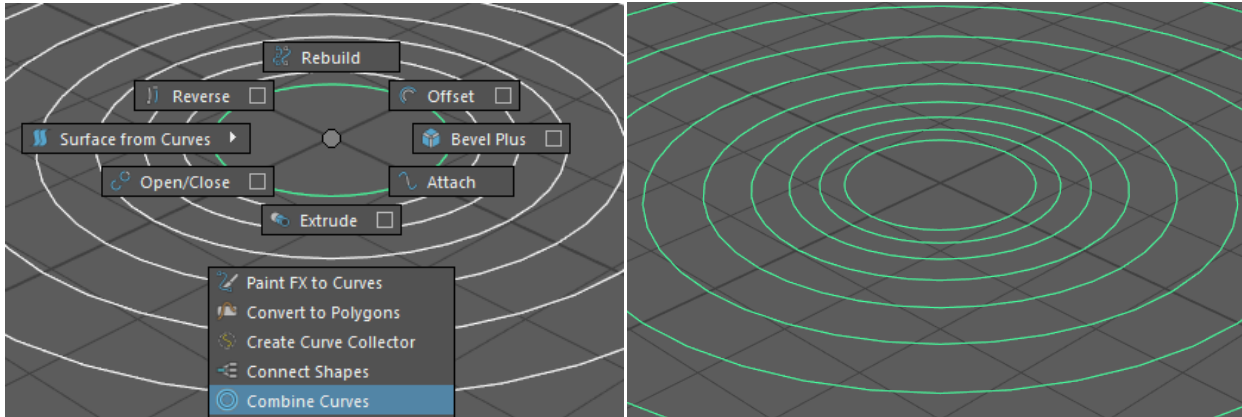 Rebuild
Reverse
Offset
Surface from Curves
Bevel Plus
Open/Close
Attach
Extrude
Paint FX to Curves
Convert to Polygons
Create Curve Collector
Connect Shapes
Combine Curves